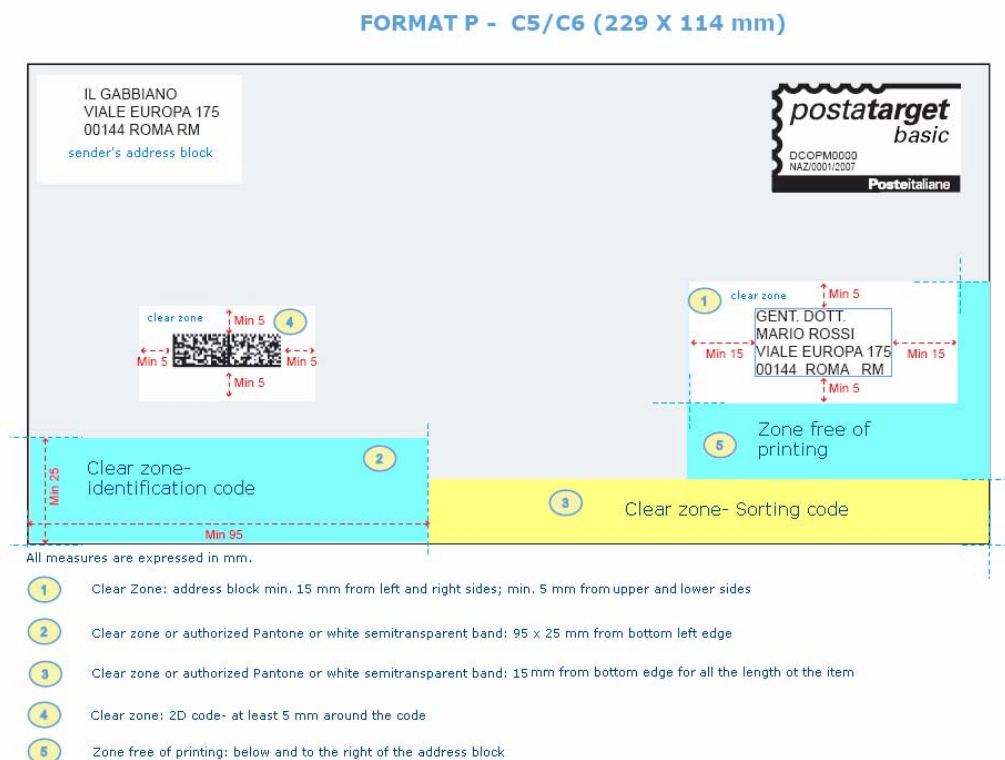 FORMAT P - C5/C6 (229 X 114 mm)
IL GABBIANO
VIALE EUROPA 175
00144 ROMA RM
sender's address block
postatarget
basic
DCOPM0000
NAZ/0001/2007
Posteitaliane
clear zone
Min 5
4
Min 5
Min 5
Min 5
1
clear zone
Min 5
GENT. DOTT.
MARIO ROSSI
VIALE EUROPA 175
00144 ROMA RM
Min 15
Min 15
Min 5
5
Zone free of
printing
Clear zone-
identification code
2
Min 25
Min 95
3
Clear zone- Sorting code
All measures are expressed in mm.
1 Clear Zone: address block min. 15 mm from left and right sides; min. 5 mm from upper and lower sides
2 Clear zone or authorized Pantone or white semitransparent band: 95 x 25 mm from bottom left edge
3 Clear zone or authorized Pantone or white semitransparent band: 15 mm from bottom edge for all the length ot the item
4 Clear zone: 2D code- at least 5 mm around the code
5 Zone free of printing: below and to the right of the address block